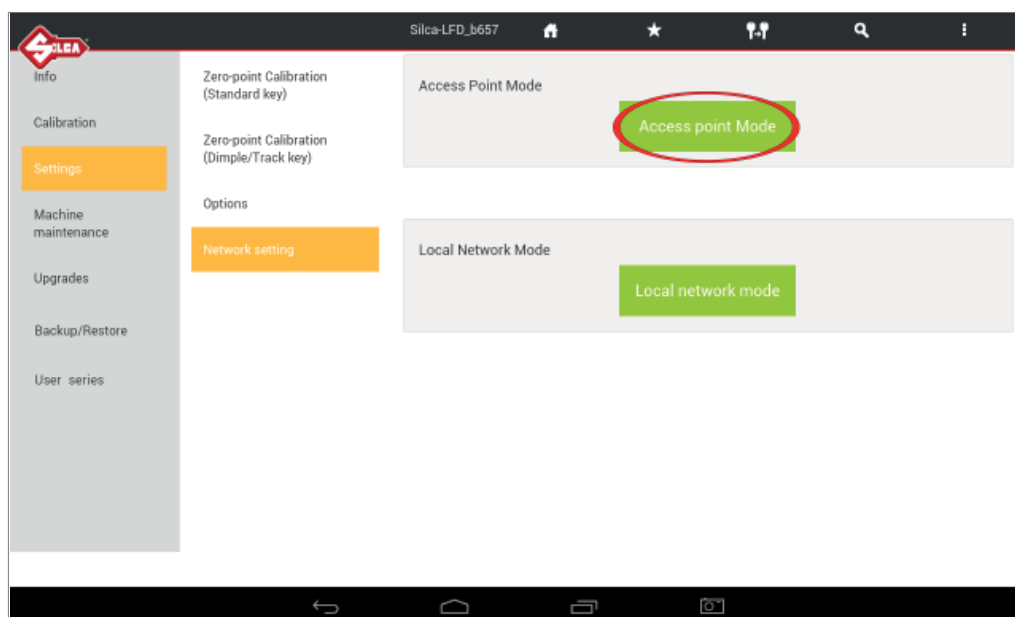 Silca-LFD_b657
SILCA
Info
Calibration
Settings
Machine
maintenance
Upgrades
Backup/Restore
User series
Zero-point Calibration
(Standard key)
Zero-point Calibration
(Dimple/Track key)
Options
Network setting
Access Point Mode
Access point Mode
Local Network Mode
Local network mode